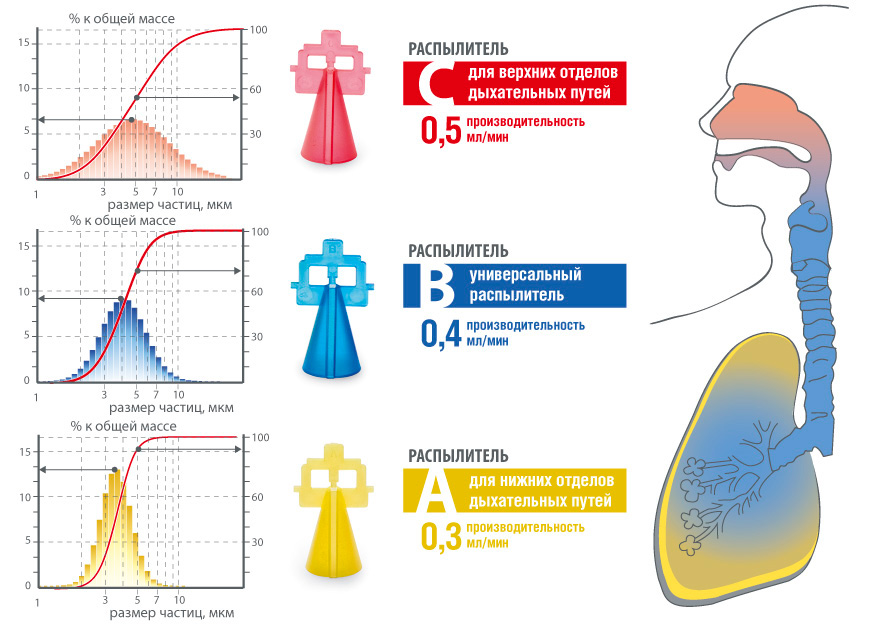 % к общей массе
15
10
5
0
100
60
30
1
3
5
7
10
размер частиц, мкм
РАСПЫЛИТЕЛЬ
C
для верхних отделов
дыхательных путей
0,5
производительность
мл/мин
% к общей массе
15
10
5
0
100
60
30
1
3
5
7
10
размер частиц, мкм
РАСПЫЛИТЕЛЬ
B
универсальный
распылитель
0,4
производительность
мл/мин
% к общей массе
15
10
5
0
100
60
30
1
3
5
7
10
размер частиц, мкм
РАСПЫЛИТЕЛЬ
A
для нижних отделов
дыхательных путей
0,3
производительность
мл/мин